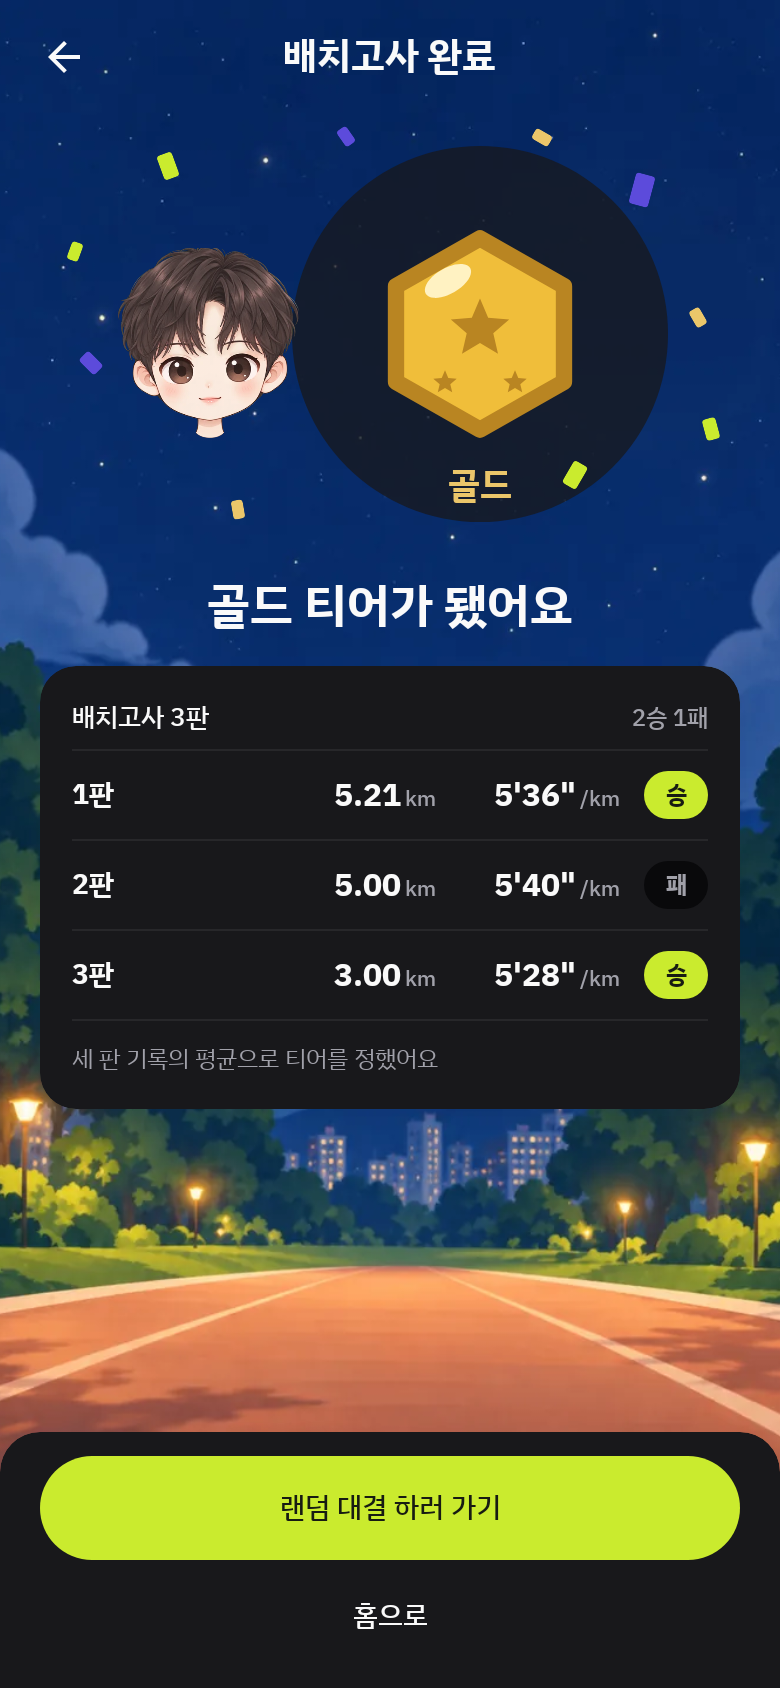 배치고사 완료
골드
골드 티어가 됐어요
배치고사 3판 2승 1패
1판 5.21 km 5'36" /km 승
2판 5.00 km 5'40" /km 패
3판 3.00 km 5'28" /km 승
세 판 기록의 평균으로 티어를 정했어요
랜덤 대결 하러 가기
홈으로